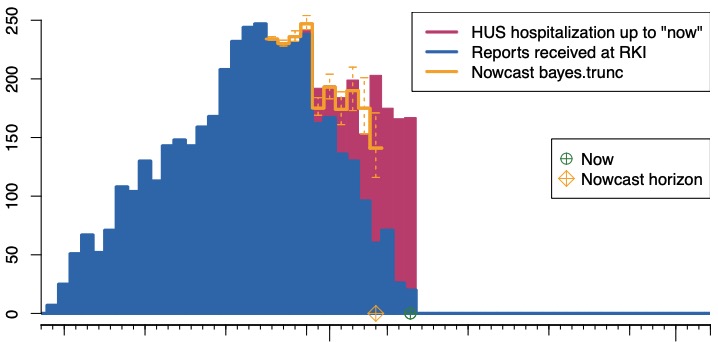 250
200
150
100
50
0
HUS hospitalization up to "now"
Reports received at RKI
Nowcast bayes.trunc
Now
Nowcast horizon